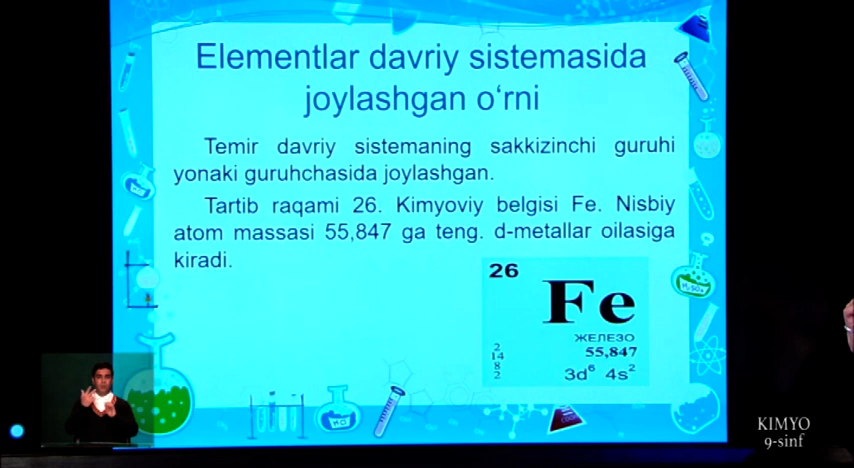 Elementlar davriy sistemasida
joylashgan o‘rni
Temir davriy sistemaning sakkizinchi guruhi
yonaki guruhchasida joylashgan.
Tartib raqami 26. Kimyoviy belgisi Fe. Nisbiy
atom massasi 55,847 ga teng. d-metallar oilasiga
kiradi.
26
Fe
ЖЕЛЕЗО
2
14
8
2
55,847
3d⁶ 4s²
H₂SO₄
HCl
KIMYO
9-sinf